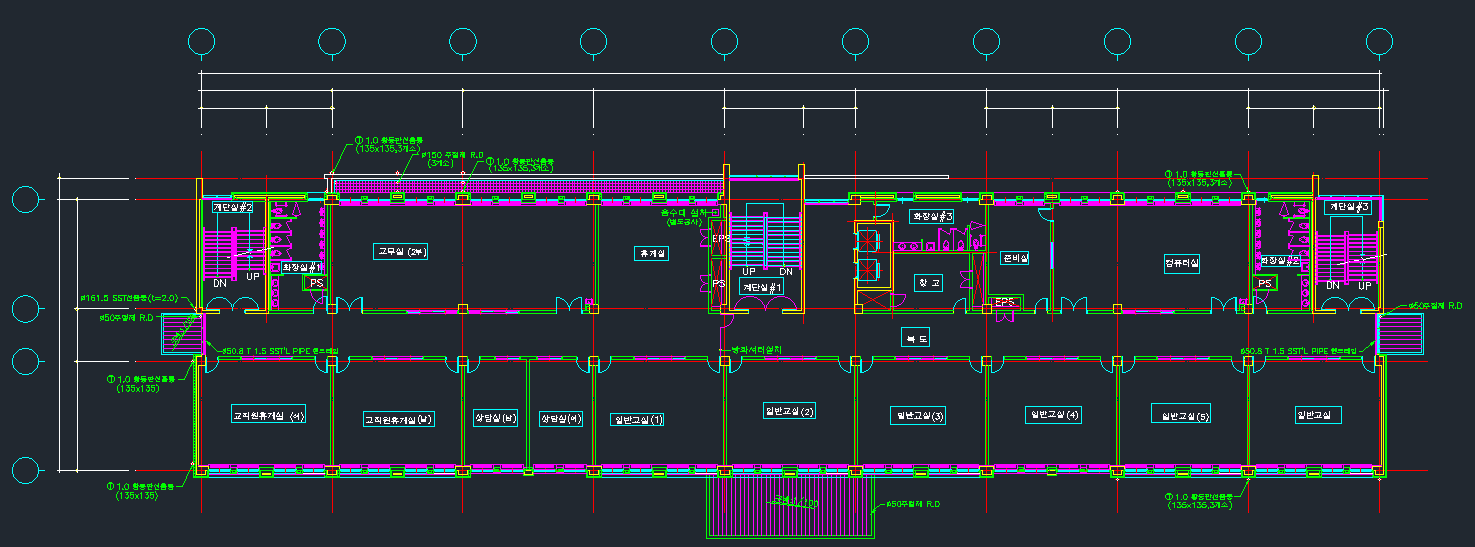 ① 1.0 황동판선홈통
(135x135,3개소)
ø150 주철제 R.D
(3개소)
① 1.0 황동판선홈통
(135x135,3개소)
① 1.0 황동판선홈통
(135x135,3개소)
계단실#2
음수대 설치
(별도공사)
화장실#3
계단실#3
교무실 (2부)
휴게실
EPS
준비실
컴퓨터실
화장실#1
화장실#2
DN
UP
PS
PS
UP
DN
계단실#1
창 고
PS
DN
UP
ø161.5 SST선홈통(t=2.0)
EPS
ø50주철제 R.D
ø50주철제 R.D
복 도
ø50.8 T 1.5 SST'L PIPE 핸드레일
방화셔터설치
ø50.8 T 1.5 SST'L PIPE 핸드레일
① 1.0 황동판선홈통
(135x135)
교직원휴게실 (여)
교직원휴게실(남)
상담실(남)
상담실(여)
일반교실(1)
일반교실(2)
일반교실(3)
일반교실(4)
일반교실(5)
일반교실
① 1.0 황동판선홈통
(135x135)
구배:1/100
ø50주철제 R.D
① 1.0 황동판선홈통
(135x135,3개소)